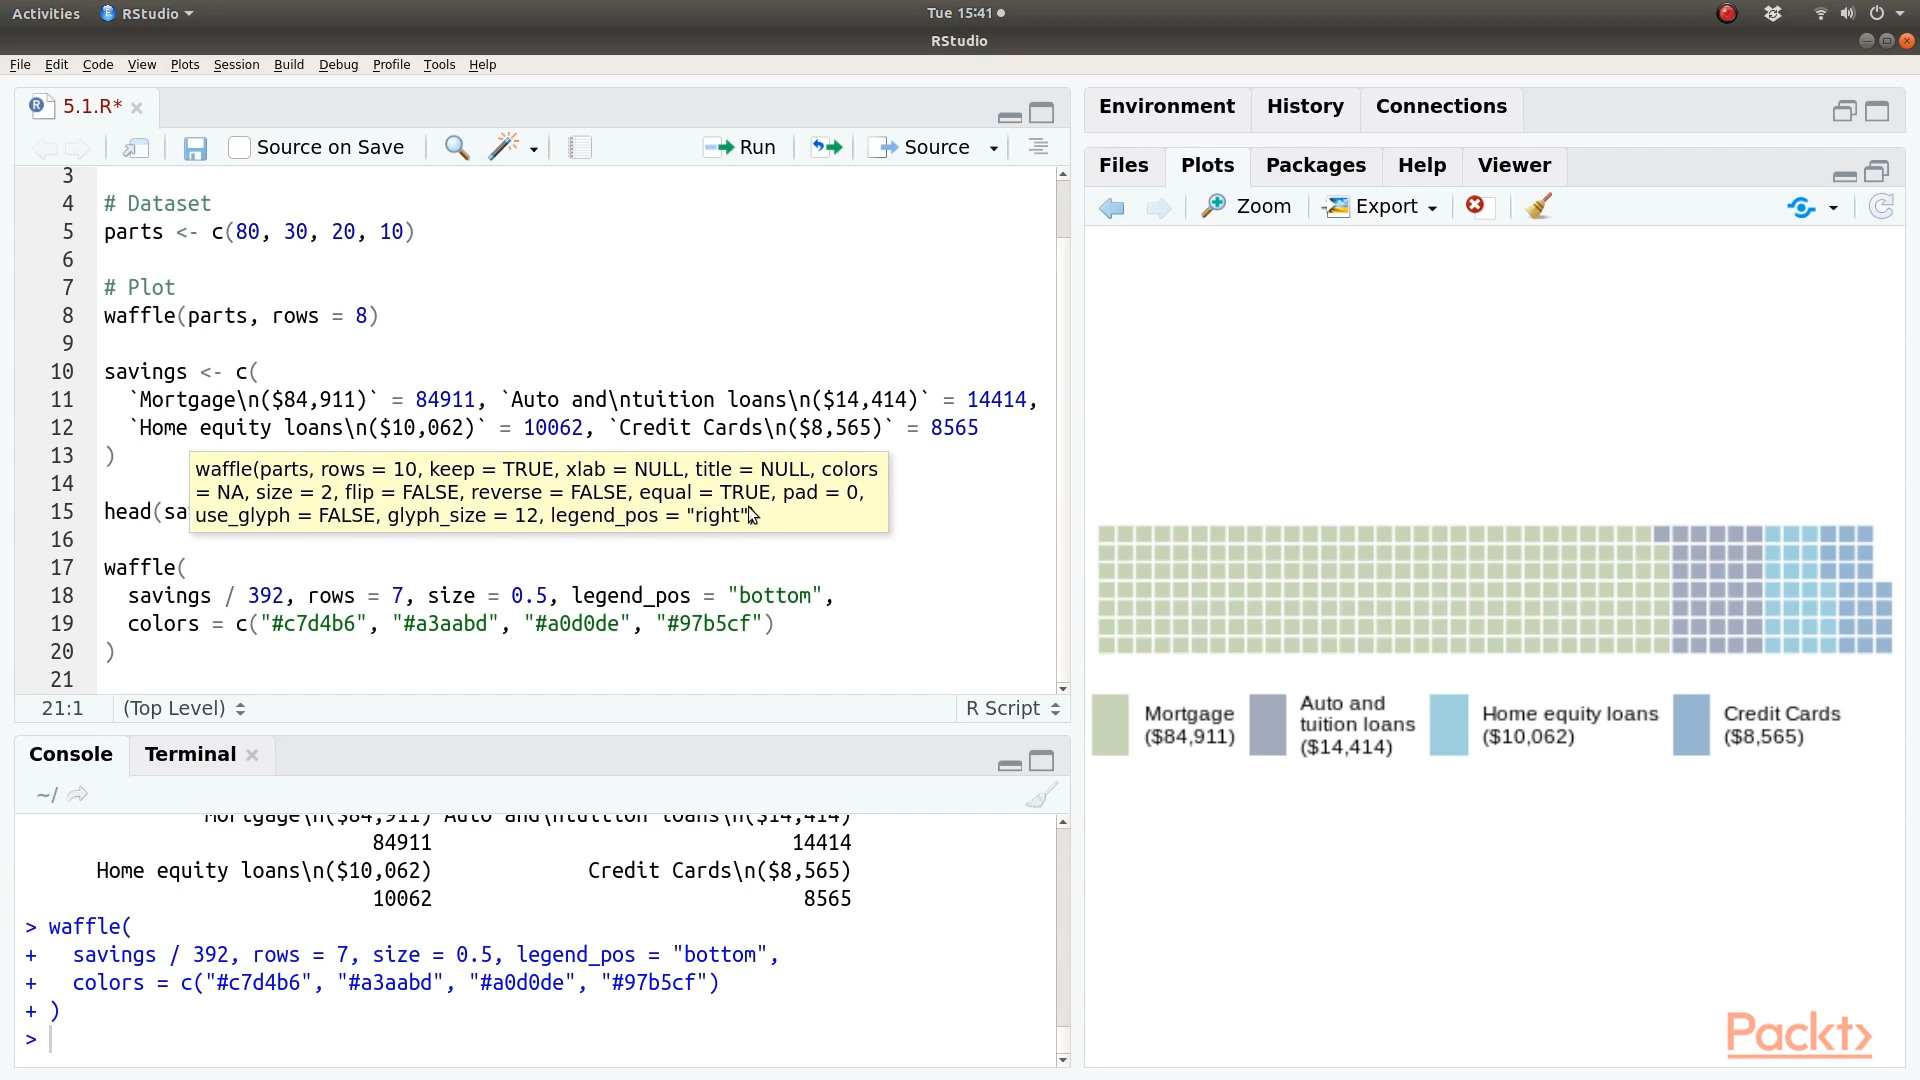 Activities RStudio Tue 15:41
RStudio
File Edit Code View Plots Session Build Debug Profile Tools Help
5.1.R*
Source on Save Run Source
3
4 # Dataset
5 parts <- c(80, 30, 20, 10)
6
7 # Plot
8 waffle(parts, rows = 8)
9
10 savings <- c(
11 `Mortgage\n($84,911)` = 84911, `Auto and\ntuition loans\n($14,414)` = 14414,
12 `Home equity loans\n($10,062)` = 10062, `Credit Cards\n($8,565)` = 8565
13 )
14
15 head(sa
waffle(parts, rows = 10, keep = TRUE, xlab = NULL, title = NULL, colors
= NA, size = 2, flip = FALSE, reverse = FALSE, equal = TRUE, pad = 0,
use_glyph = FALSE, glyph_size = 12, legend_pos = "right"
16
17 waffle(
18 savings / 392, rows = 7, size = 0.5, legend_pos = "bottom",
19 colors = c("#c7d4b6", "#a3aabd", "#a0d0de", "#97b5cf")
20 )
21
21:1 (Top Level) R Script
Console Terminal
~/
Mortgage\n($84,911) Auto and\ntuition loans\n($14,414)
84911 14414
Home equity loans\n($10,062) Credit Cards\n($8,565)
10062 8565
> waffle(
+ savings / 392, rows = 7, size = 0.5, legend_pos = "bottom",
+ colors = c("#c7d4b6", "#a3aabd", "#a0d0de", "#97b5cf")
+ )
>
Environment History Connections
Files Plots Packages Help Viewer
Zoom Export
Mortgage
($84,911)
Auto and
tuition loans
($14,414)
Home equity loans
($10,062)
Credit Cards
($8,565)
Packt>